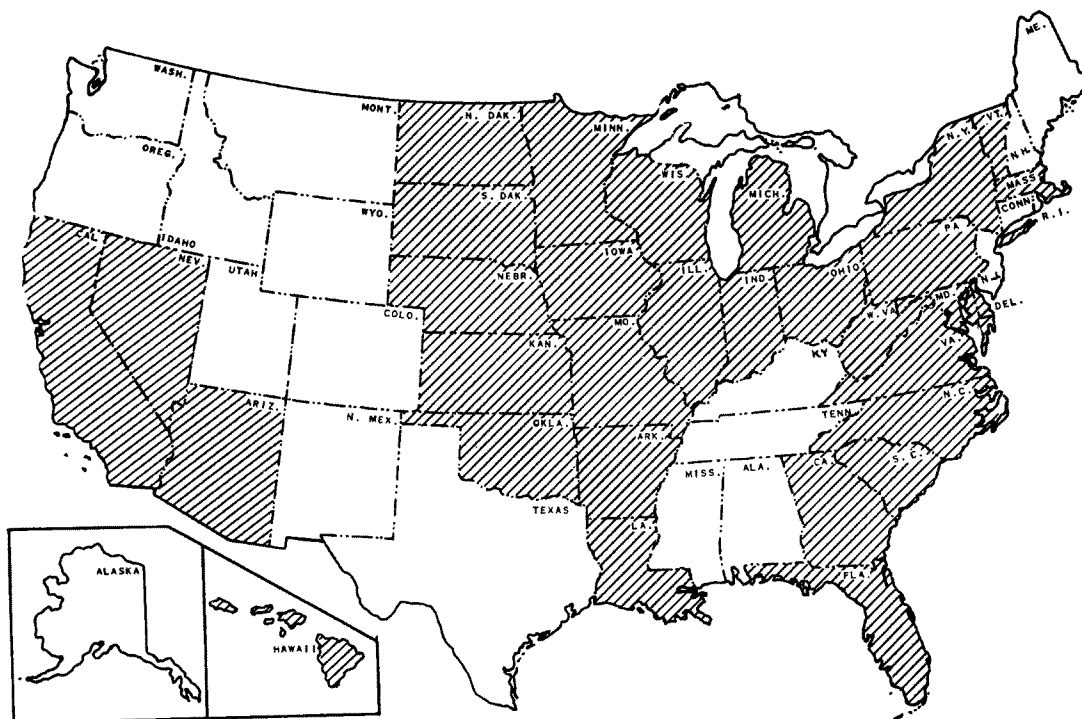 ME.
WASH.
MONT.
N. DAK.
MINN.
VT.
N.Y.
OREG.
N.H.
WIS.
MICH.
MASS.
S. DAK.
WYO.
CONN.
R.I.
PA.
CAL.
IDAHO
NEV.
UTAH
IOWA
NEBR.
ILL.
IND.
OHIO
N.J.
MD.
DEL.
COLO.
MO.
W.VA
VA.
KAN.
KY
N.C.
ARIZ.
N. MEX.
OKLA.
ARK.
TENN.
S.C.
MISS.
ALA.
GA.
TEXAS
LA.
FLA.
ALASKA
HAWAII